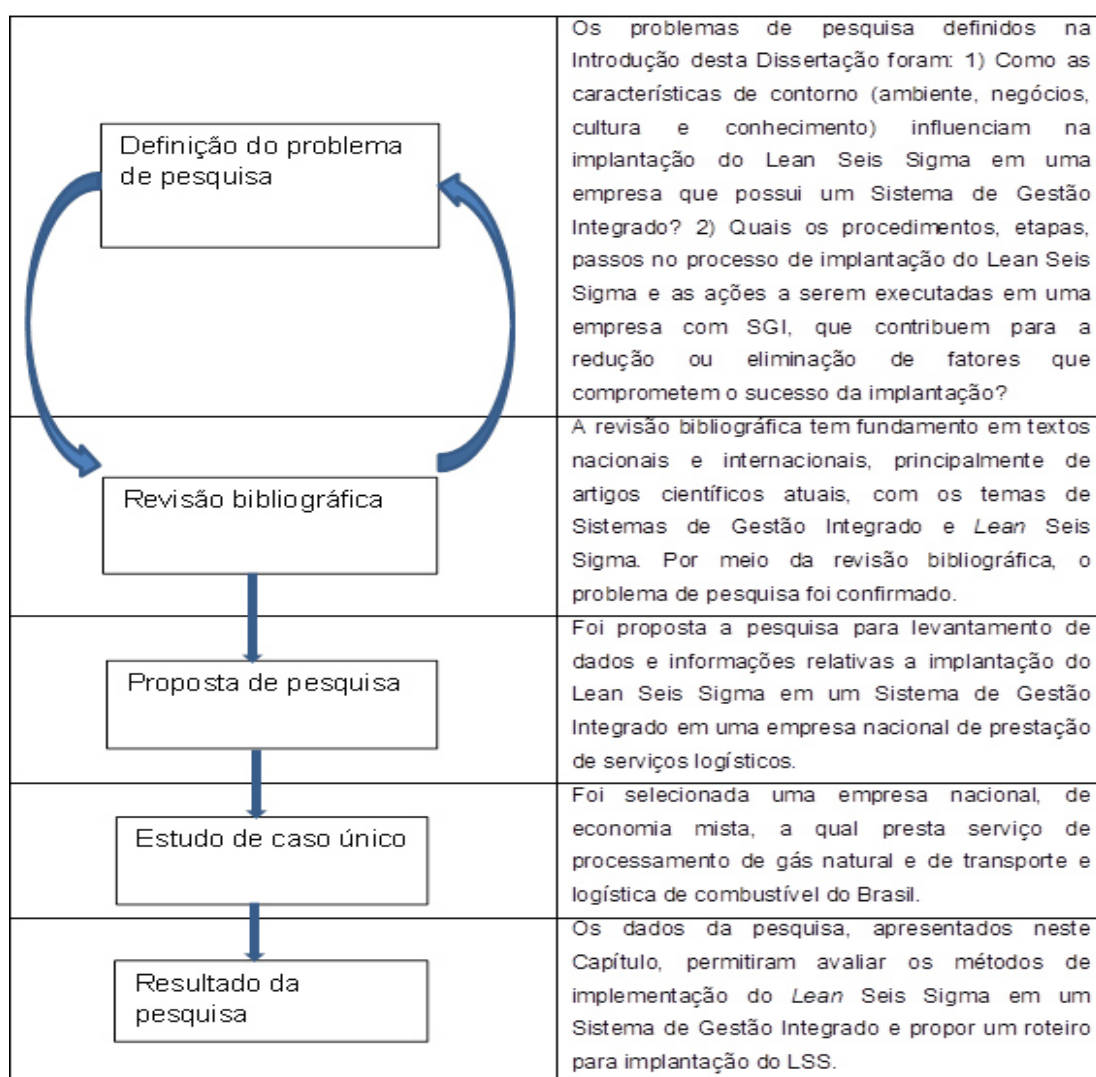 Definição do problema
de pesquisa
Os problemas de pesquisa definidos na
Introdução desta Dissertação foram: 1) Como as
características de contorno (ambiente, negócios,
cultura e conhecimento) influenciam na
implantação do Lean Seis Sigma em uma
empresa que possui um Sistema de Gestão
Integrado? 2) Quais os procedimentos, etapas,
passos no processo de implantação do Lean Seis
Sigma e as ações a serem executadas em uma
empresa com SGI, que contribuem para a
redução ou eliminação de fatores que
comprometem o sucesso da implantação?
Revisão bibliográfica
A revisão bibliográfica tem fundamento em textos
nacionais e internacionais, principalmente de
artigos científicos atuais, com os temas de
Sistemas de Gestão Integrado e Lean Seis
Sigma. Por meio da revisão bibliográfica, o
problema de pesquisa foi confirmado.
Proposta de pesquisa
Foi proposta a pesquisa para levantamento de
dados e informações relativas a implantação do
Lean Seis Sigma em um Sistema de Gestão
Integrado em uma empresa nacional de prestação
de serviços logísticos.
Estudo de caso único
Foi selecionada uma empresa nacional, de
economia mista, a qual presta serviço de
processamento de gás natural e de transporte e
logística de combustível do Brasil.
Resultado da
pesquisa
Os dados da pesquisa, apresentados neste
Capítulo, permitiram avaliar os métodos de
implementação do Lean Seis Sigma em um
Sistema de Gestão Integrado e propor um roteiro
para implantação do LSS.